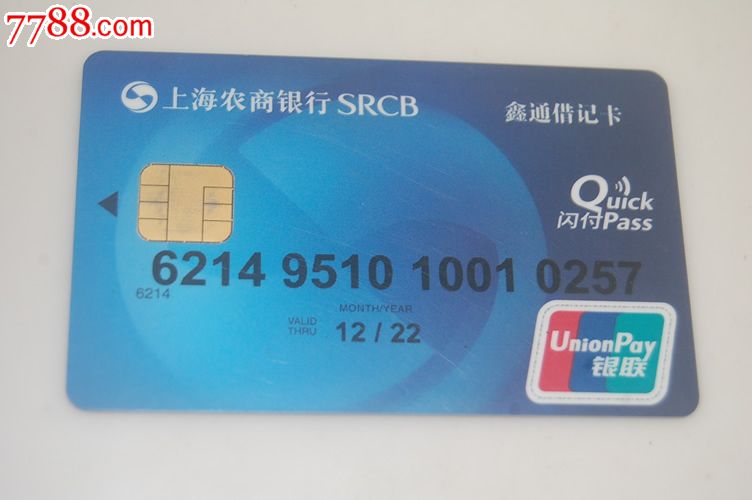 7788.com
上海农商银行 SRCB
鑫通借记卡
Quick
闪付Pass
6214 9510 1001 0257
6214
MONTH/YEAR
VALID
THRU
12 / 22
UnionPay
银联